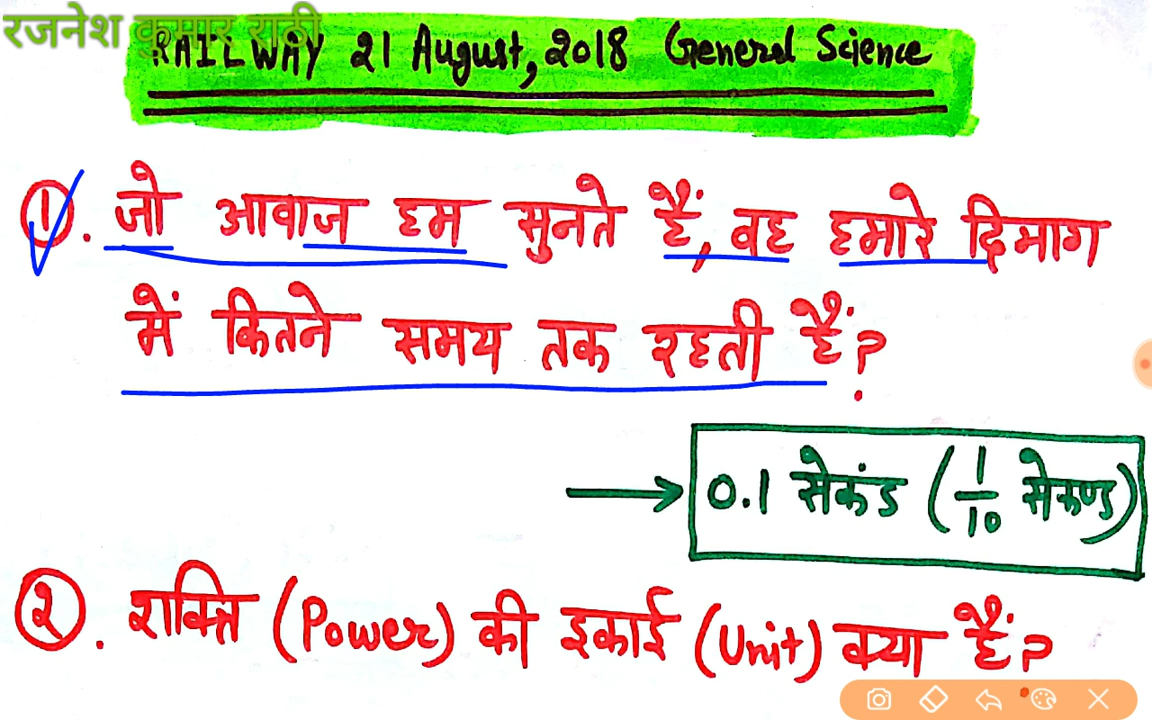 रजनेश कुमार राठी
RAILWAY 21 August, 2018 General Science
①. जो आवाज हम सुनते हैं, वह हमारे दिमाग
में कितने समय तक रहती हैं?
→ 0.1 सेकंड (1/10 सेकण्ड)
②. शक्ति (Power) की इकाई (Unit) क्या हैं?